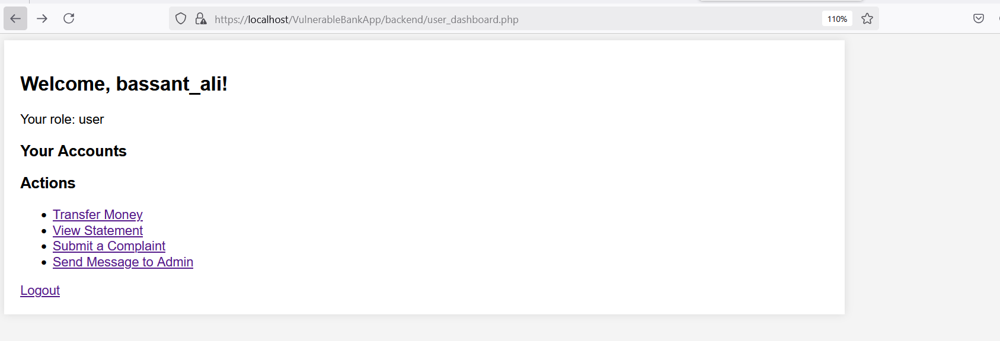 https://localhost/VulnerableBankApp/backend/user_dashboard.php
110%
Welcome, bassant_ali!
Your role: user
Your Accounts
Actions
Transfer Money
View Statement
Submit a Complaint
Send Message to Admin
Logout